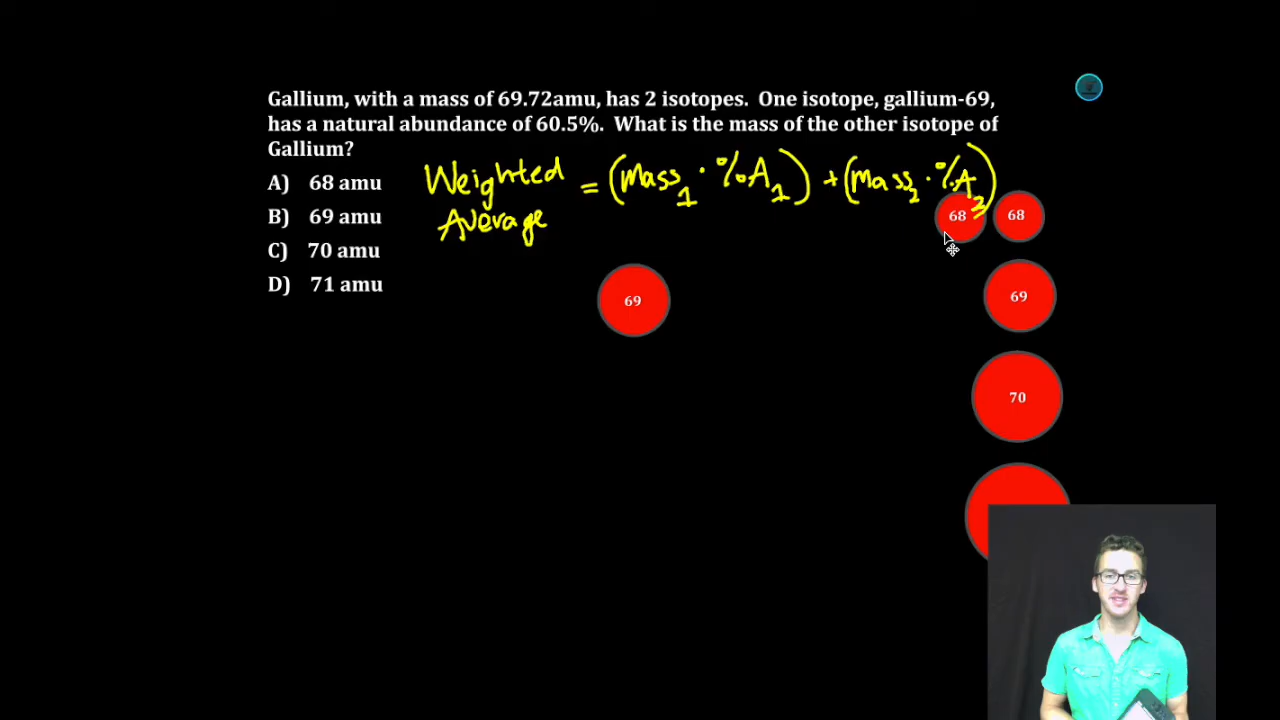 Gallium, with a mass of 69.72amu, has 2 isotopes. One isotope, gallium-69,
has a natural abundance of 60.5%. What is the mass of the other isotope of
Gallium?
A) 68 amu
B) 69 amu
C) 70 amu
D) 71 amu
Weighted
Average
= (Mass₁ · %A₁) + (Mass₂ · %A₂)
68
68
69
69
70